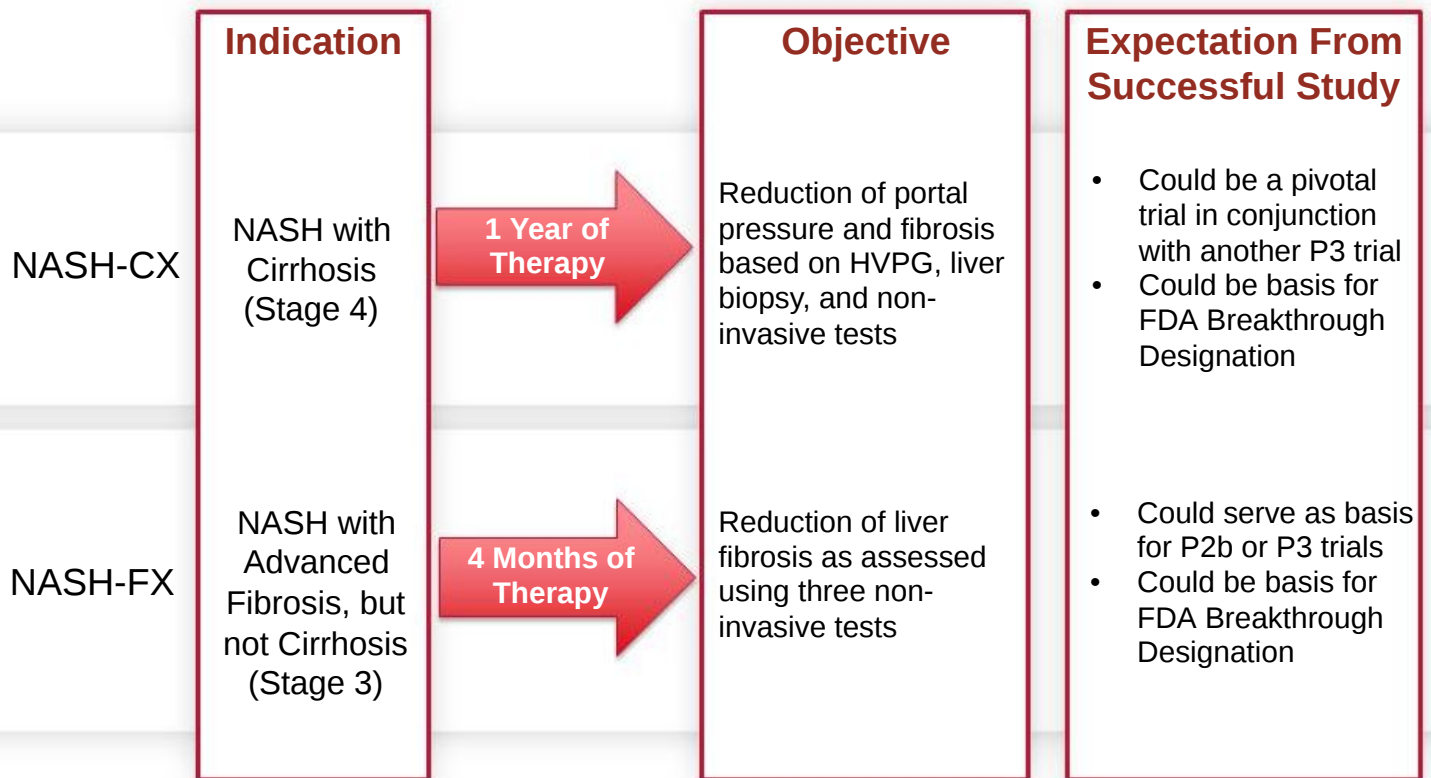 Indication
Objective
Expectation From
Successful Study
NASH-CX
NASH with
Cirrhosis
(Stage 4)
1 Year of
Therapy
Reduction of portal
pressure and fibrosis
based on HVPG, liver
biopsy, and non-
invasive tests
• Could be a pivotal
trial in conjunction
with another P3 trial
• Could be basis for
FDA Breakthrough
Designation
NASH-FX
NASH with
Advanced
Fibrosis, but
not Cirrhosis
(Stage 3)
4 Months of
Therapy
Reduction of liver
fibrosis as assessed
using three non-
invasive tests
• Could serve as basis
for P2b or P3 trials
• Could be basis for
FDA Breakthrough
Designation